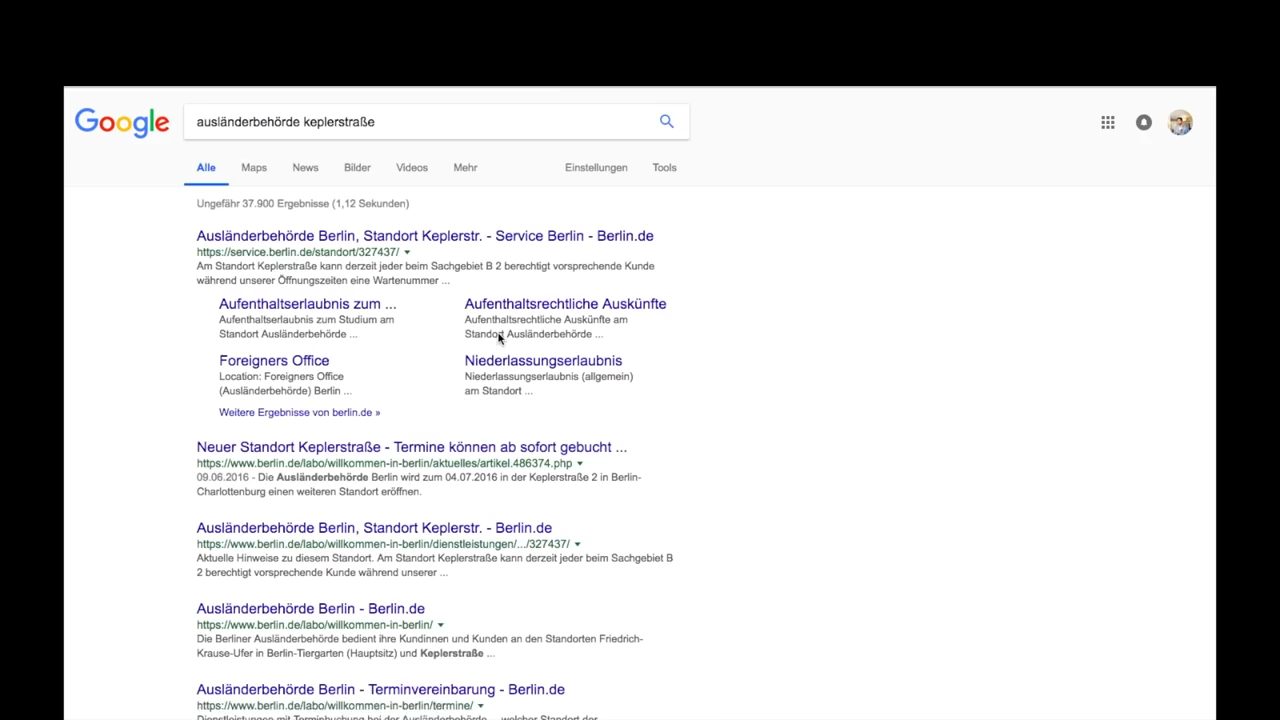 Google
ausländerbehörde keplerstraße
Alle Maps News Bilder Videos Mehr Einstellungen Tools
Ungefähr 37.900 Ergebnisse (1,12 Sekunden)
Ausländerbehörde Berlin, Standort Keplerstr. - Service Berlin - Berlin.de
https://service.berlin.de/standort/327437/
Am Standort Keplerstraße kann derzeit jeder beim Sachgebiet B 2 berechtigt vorsprechende Kunde
während unserer Öffnungszeiten eine Wartenummer ...
Aufenthaltserlaubnis zum ...
Aufenthaltserlaubnis zum Studium am
Standort Ausländerbehörde ...
Aufenthaltsrechtliche Auskünfte
Aufenthaltsrechtliche Auskünfte am
Standort Ausländerbehörde ...
Foreigners Office
Location: Foreigners Office
(Ausländerbehörde) Berlin ...
Niederlassungserlaubnis
Niederlassungserlaubnis (allgemein)
am Standort ...
Weitere Ergebnisse von berlin.de »
Neuer Standort Keplerstraße - Termine können ab sofort gebucht ...
https://www.berlin.de/labo/willkommen-in-berlin/aktuelles/artikel.486374.php
09.06.2016 - Die Ausländerbehörde Berlin wird zum 04.07.2016 in der Keplerstraße 2 in Berlin-
Charlottenburg einen weiteren Standort eröffnen.
Ausländerbehörde Berlin, Standort Keplerstr. - Berlin.de
https://www.berlin.de/labo/willkommen-in-berlin/dienstleistungen/.../327437/
Aktuelle Hinweise zu diesem Standort. Am Standort Keplerstraße kann derzeit jeder beim Sachgebiet B
2 berechtigt vorsprechende Kunde während unserer ...
Ausländerbehörde Berlin - Berlin.de
https://www.berlin.de/labo/willkommen-in-berlin/
Die Berliner Ausländerbehörde bedient ihre Kundinnen und Kunden an den Standorten Friedrich-
Krause-Ufer in Berlin-Tiergarten (Hauptsitz) und Keplerstraße ...
Ausländerbehörde Berlin - Terminvereinbarung - Berlin.de
https://www.berlin.de/labo/willkommen-in-berlin/termine/
Dienstleistungen mit Terminbuchung bei der Ausländerbehörde ... welcher Standort der